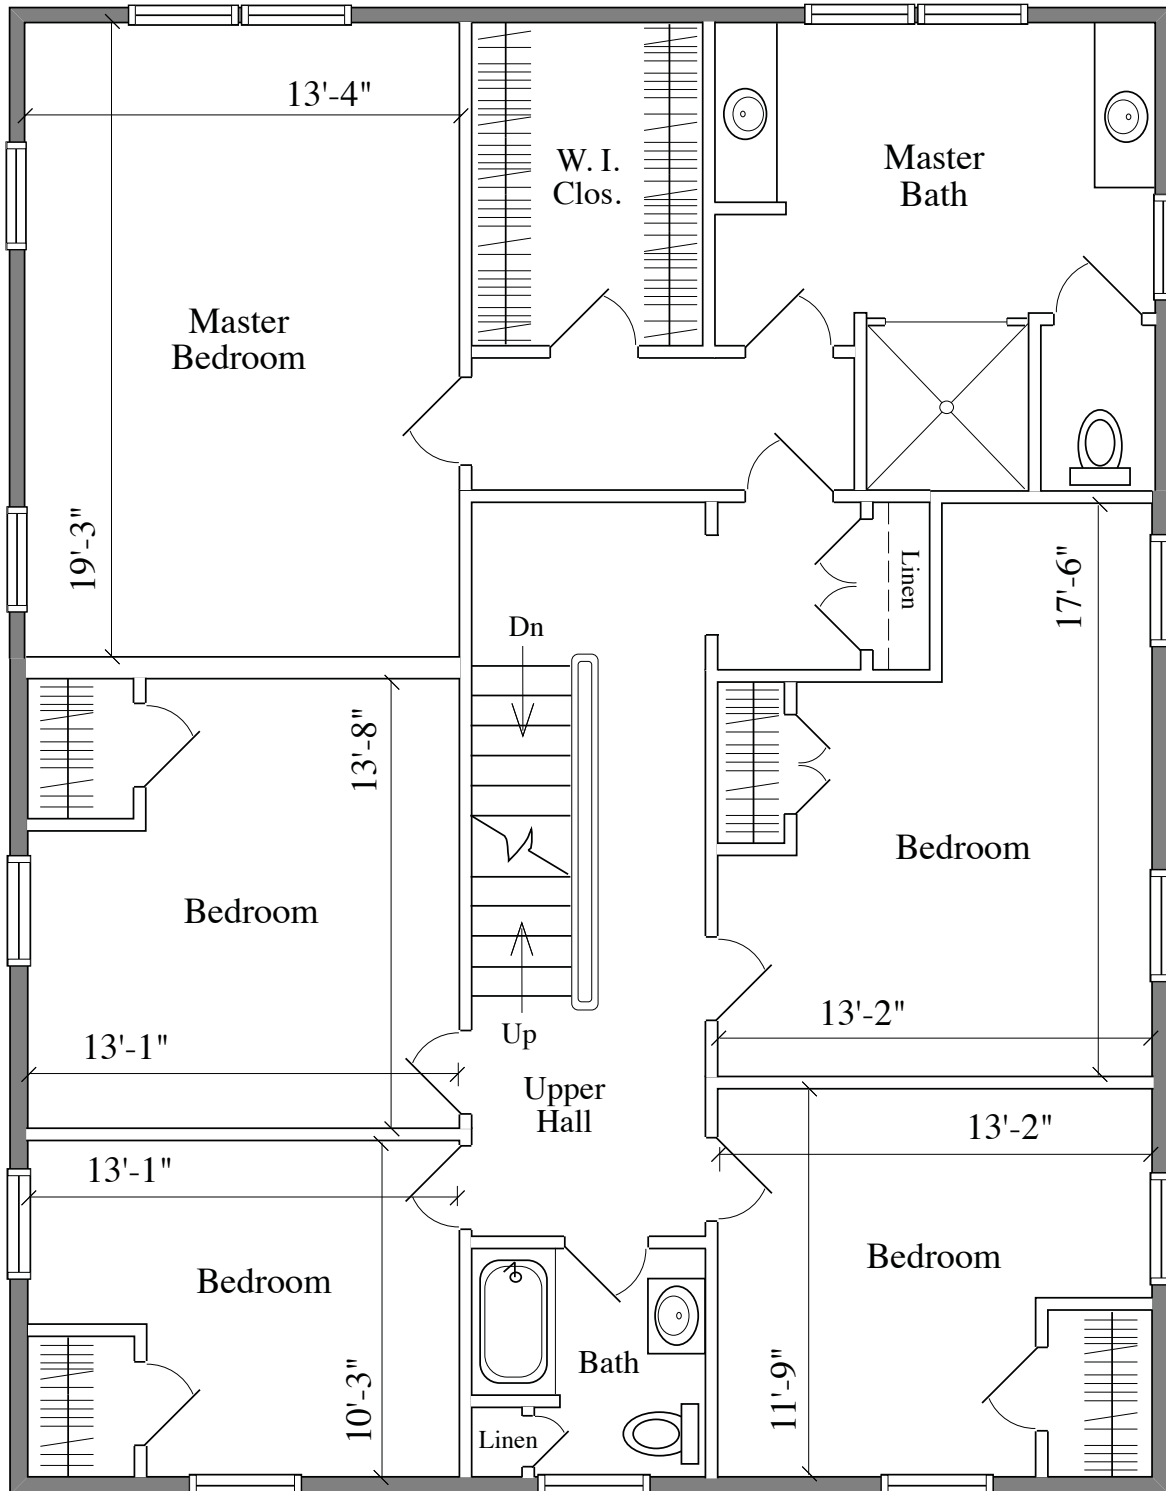 13'-4"
W. I.
Clos.
Master
Bath
Master
Bedroom
19'-3"
Linen
17'-6"
Dn
13'-8"
Bedroom
Bedroom
13'-2"
Up
13'-1"
Upper
Hall
13'-2"
13'-1"
Bedroom
Bedroom
Bath
11'-9"
10'-3"
Linen